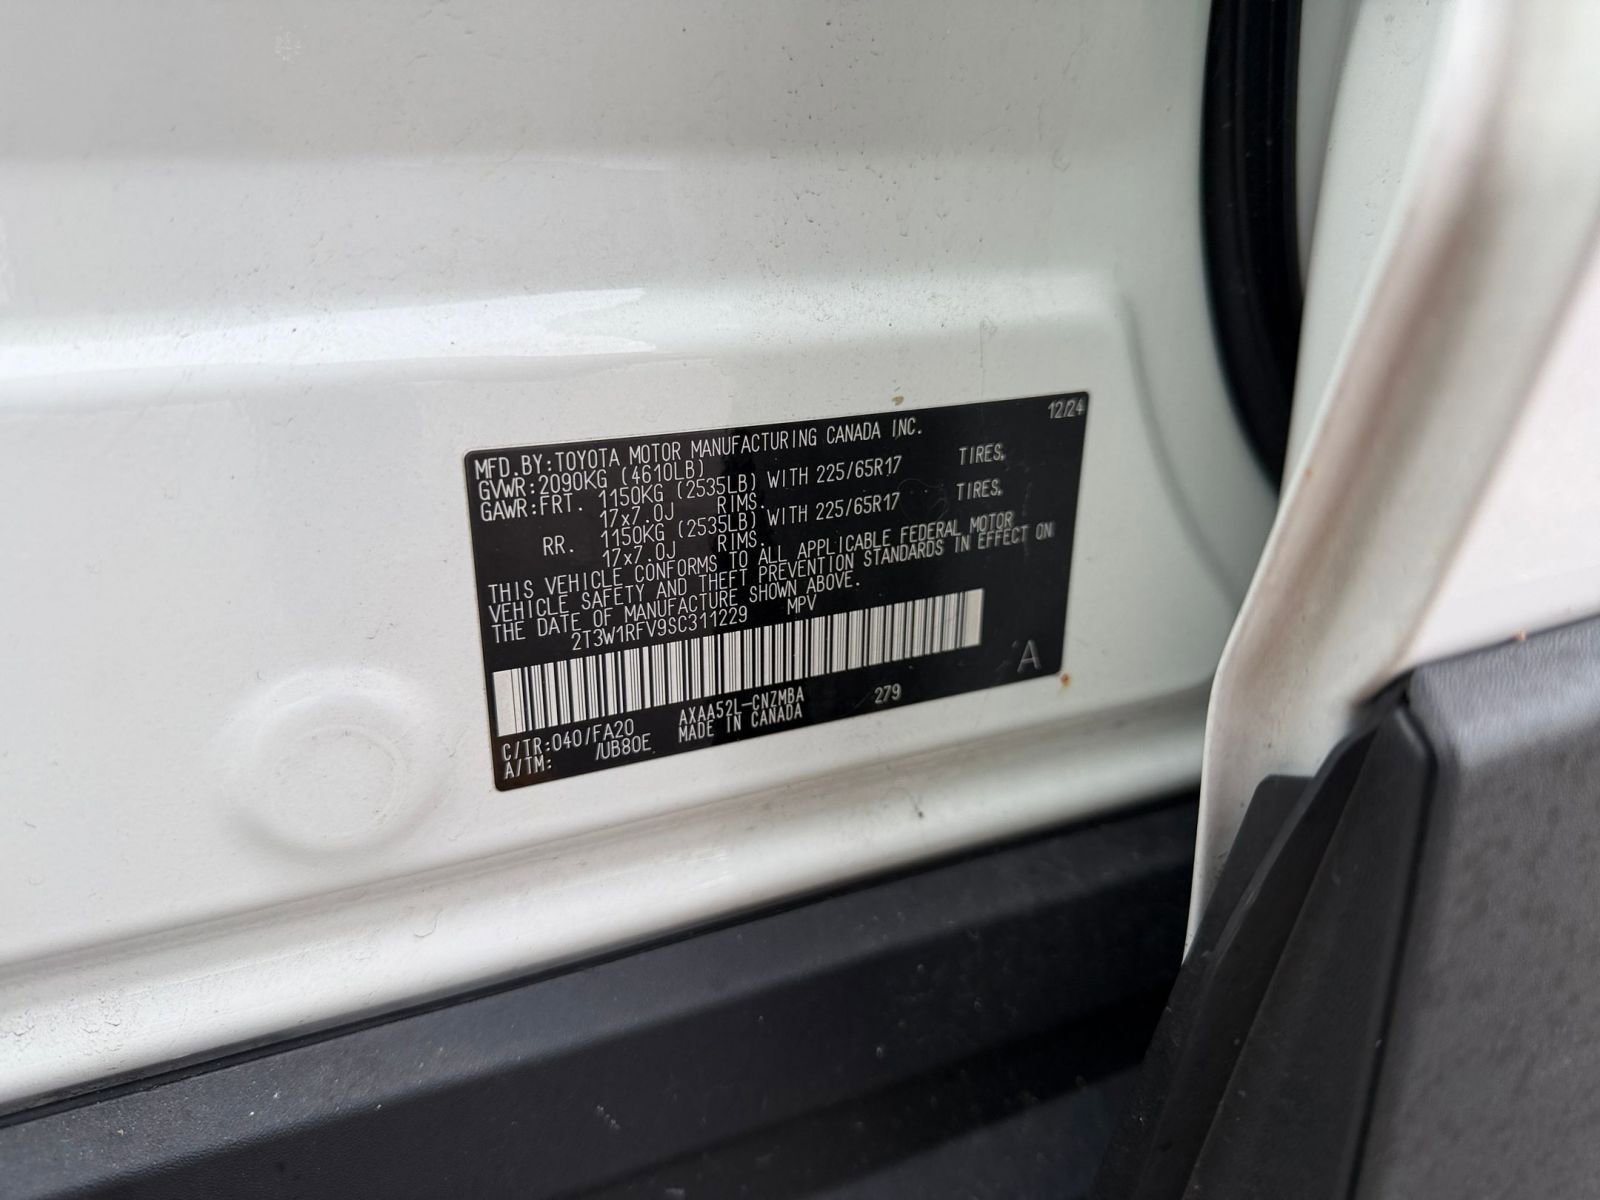 12/24
MFD.BY:TOYOTA MOTOR MANUFACTURING CANADA INC.
GVWR:2090KG (4610LB)
GAWR:FRT. 1150KG (2535LB) WITH 225/65R17 TIRES,
17x7.0J RIMS.
RR. 1150KG (2535LB) WITH 225/65R17 TIRES,
17x7.0J RIMS.
THIS VEHICLE CONFORMS TO ALL APPLICABLE FEDERAL MOTOR
VEHICLE SAFETY AND THEFT PREVENTION STANDARDS IN EFFECT ON
THE DATE OF MANUFACTURE SHOWN ABOVE.
2T3W1RFV9SC311229 MPV
A
C/TR:040/FA20 AXAA52L-CNZMBA 279
A/TM: /UB80E MADE IN CANADA